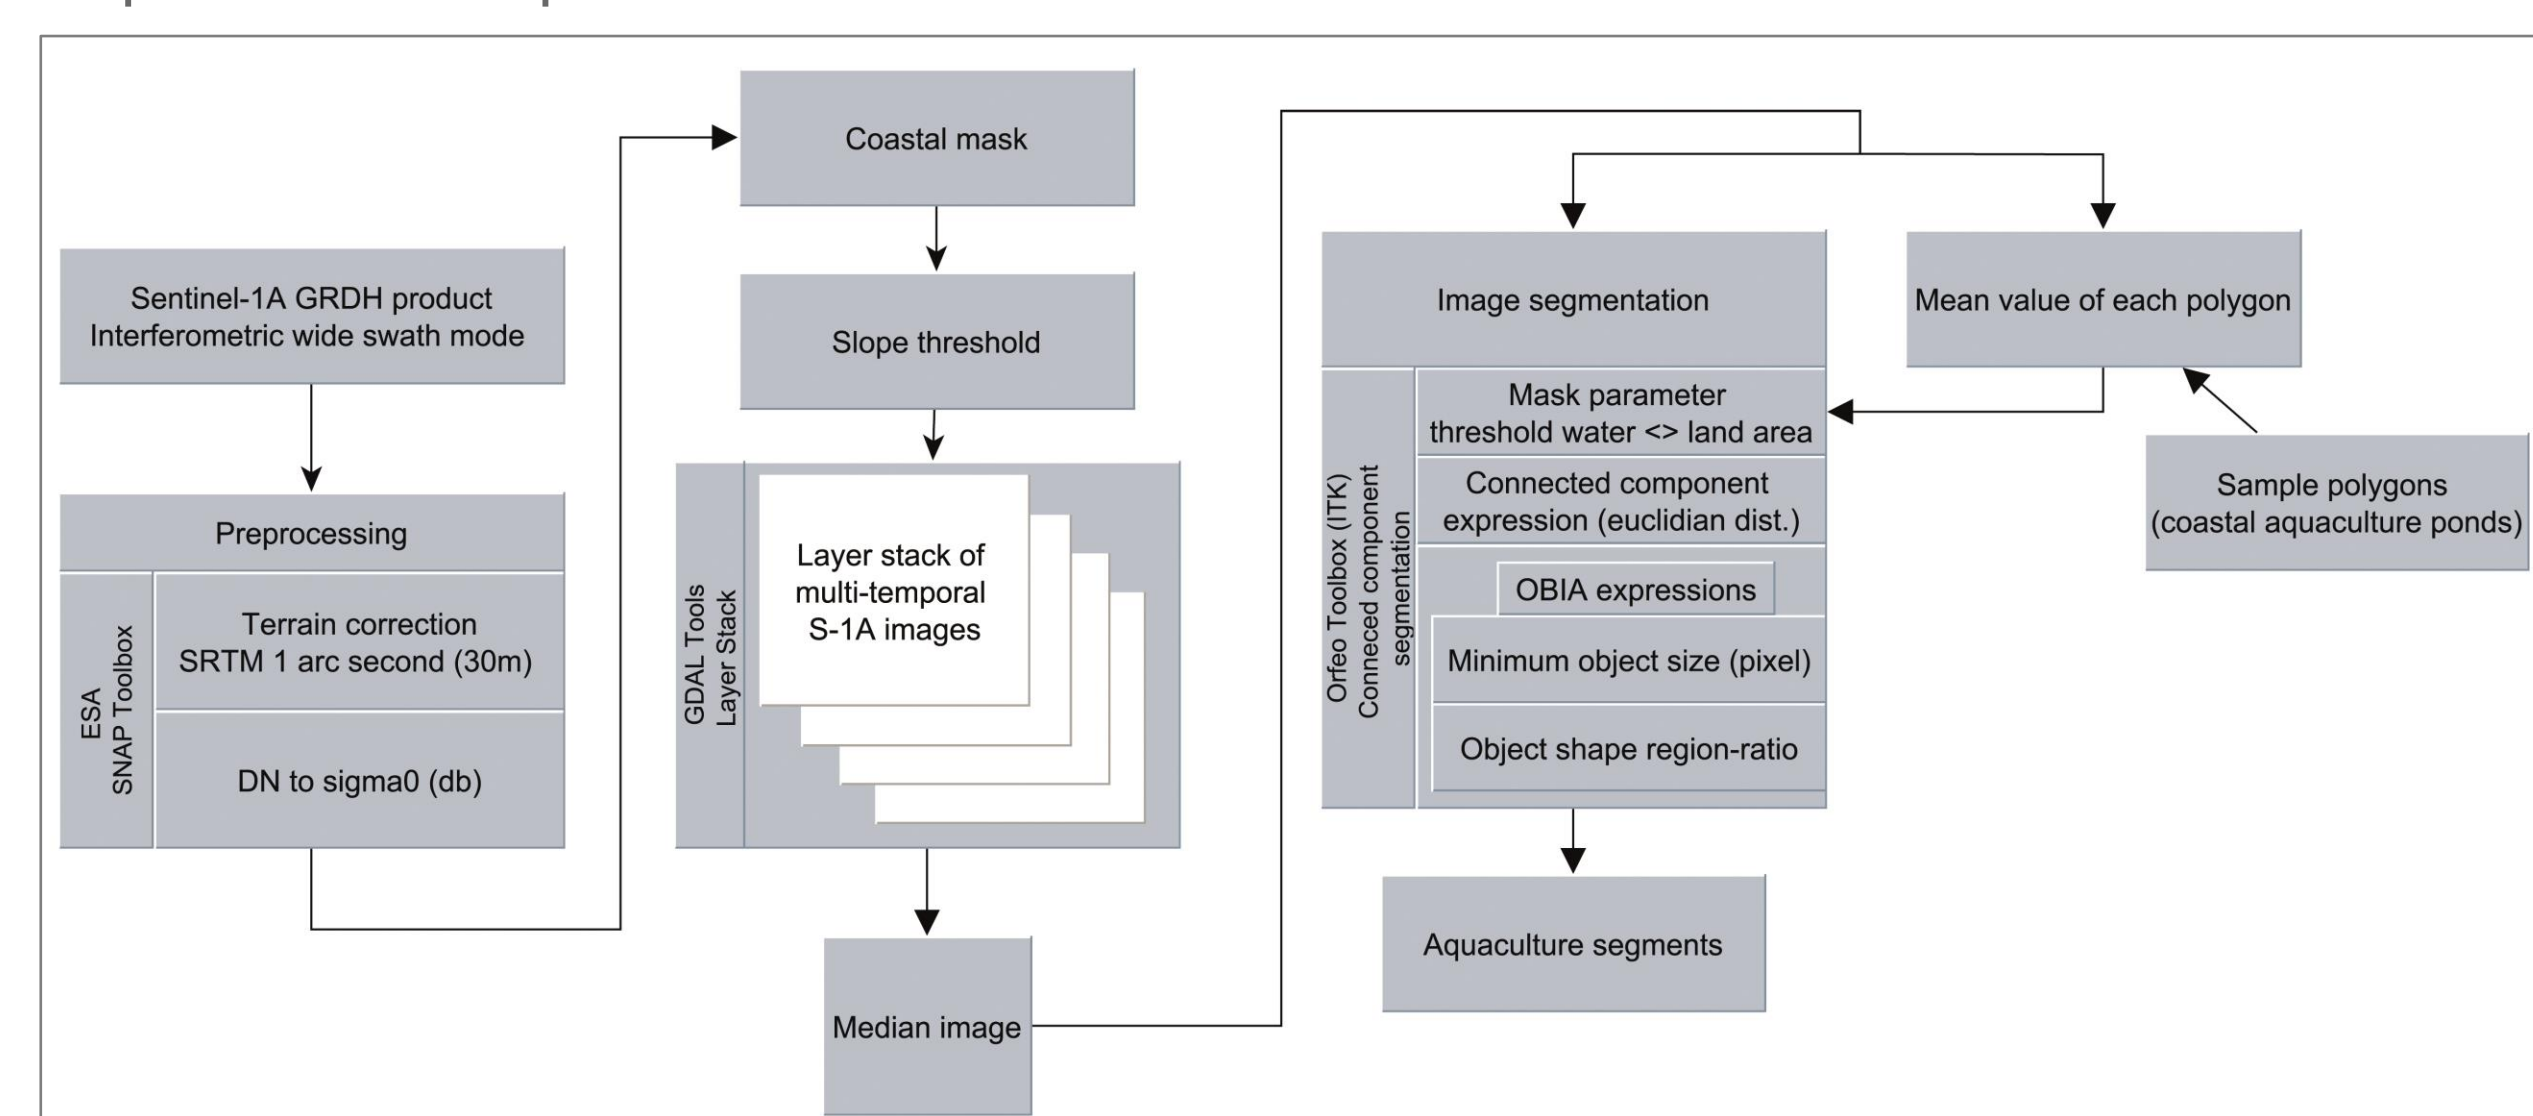 Sentinel-1A GRDH product
Interferometric wide swath mode
Preprocessing
ESA
SNAP Toolbox
Terrain correction
SRTM 1 arc second (30m)
DN to sigma0 (db)
Coastal mask
Slope threshold
GDAL Tools
Layer Stack
Layer stack of
multi-temporal
S-1A images
Median image
Image segmentation
Orfeo Toolbox (ITK)
Conneced component
segmentation
Mask parameter
threshold water <> land area
Connected component
expression (euclidian dist.)
OBIA expressions
Minimum object size (pixel)
Object shape region-ratio
Aquaculture segments
Mean value of each polygon
Sample polygons
(coastal aquaculture ponds)